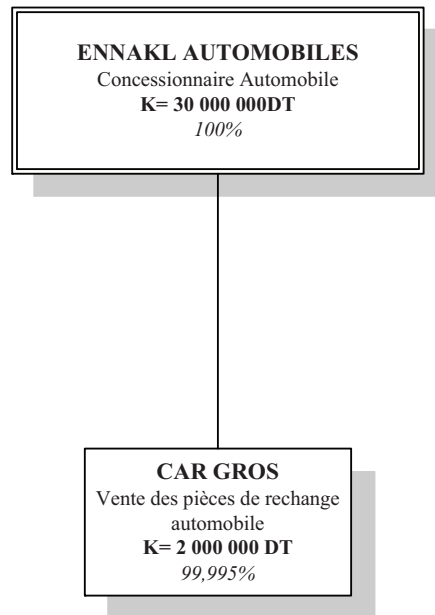 ENNAKL AUTOMOBILES
Concessionnaire Automobile
K= 30 000 000DT
100%
CAR GROS
Vente des pièces de rechange
automobile
K= 2 000 000 DT
99,995%